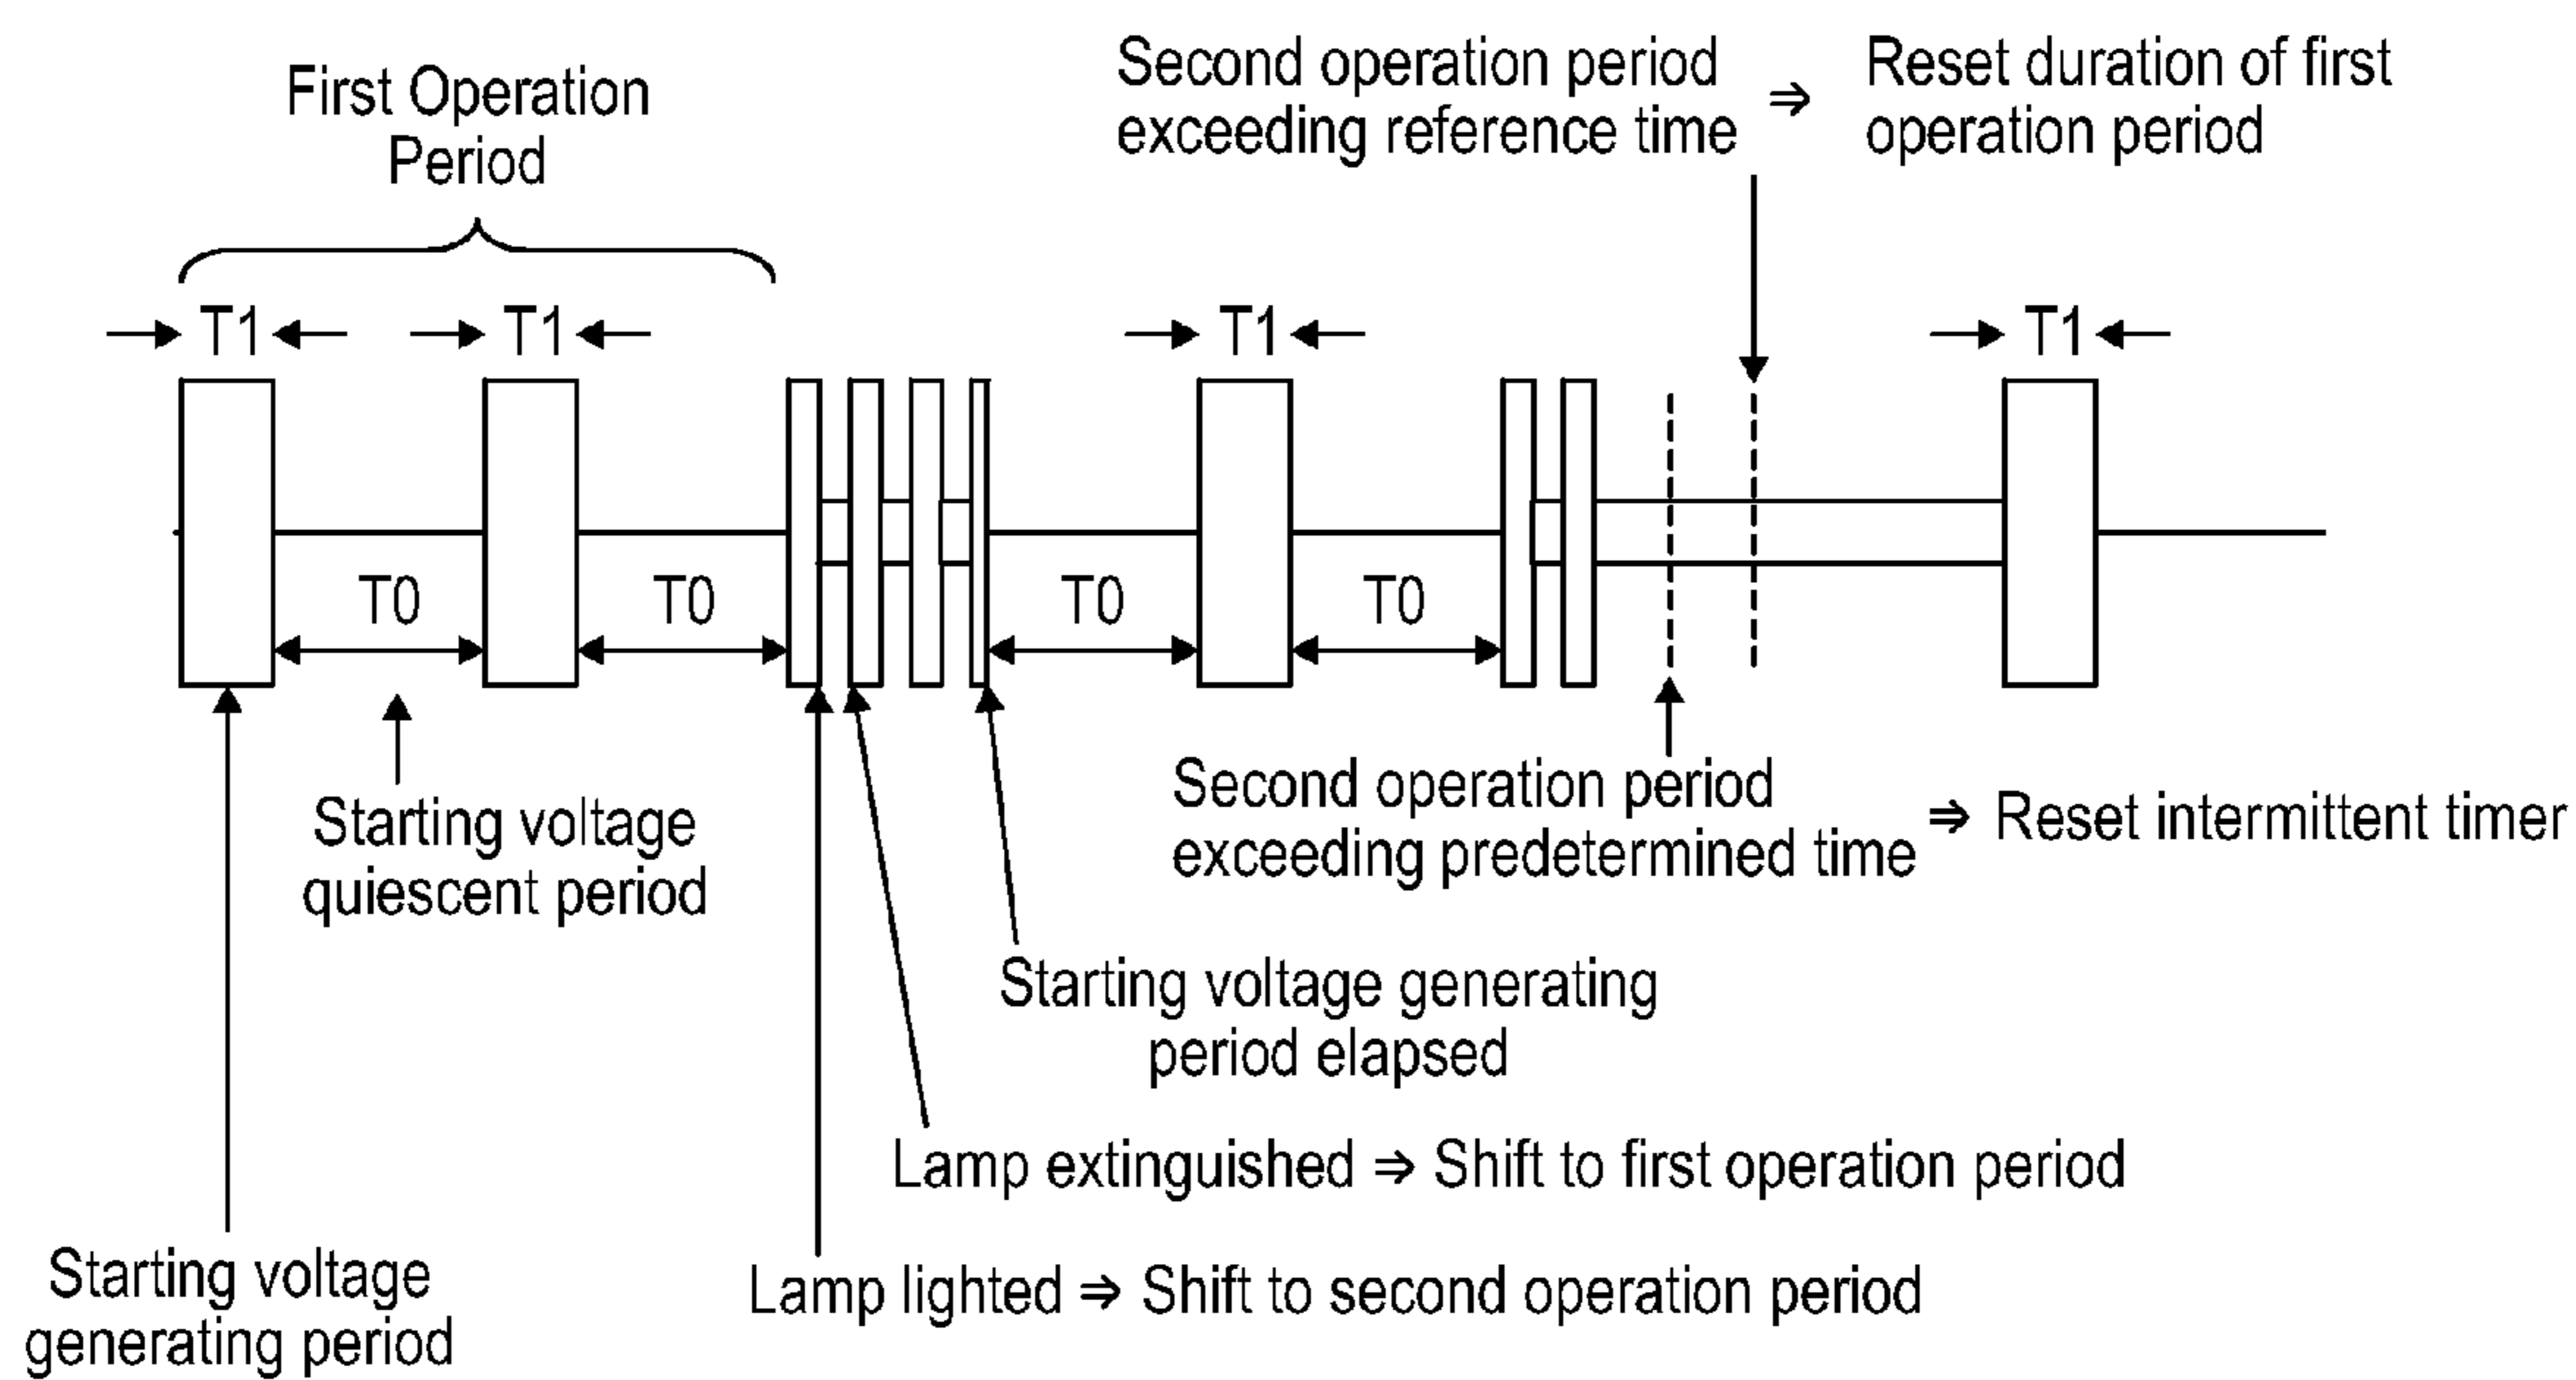 First Operation
Period
Second operation period
exceeding reference time
⇒
Reset duration of first
operation period
T1
T1
T1
T1
T0
T0
T0
T0
Starting voltage
quiescent period
Second operation period
exceeding predetermined time
⇒ Reset intermittent timer
Starting voltage generating
period elapsed
Lamp extinguished ⇒ Shift to first operation period
Lamp lighted ⇒ Shift to second operation period
Starting voltage
generating period